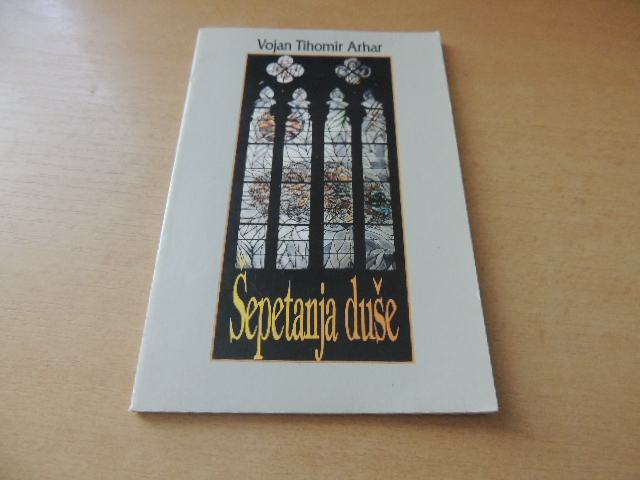 Vojan Tihomir Arhar
Šepetanja duše